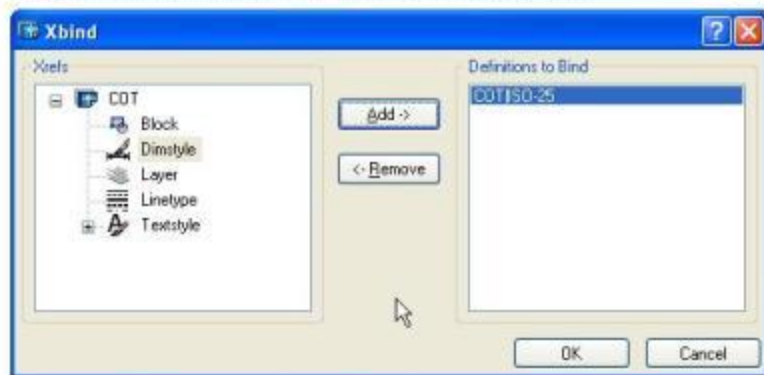 Xbind
Xrefs
COT
Block
Dimstyle
Layer
Linetype
Textstyle
Add ->
<- Remove
Definitions to Bind
COT|ISO-25
OK
Cancel